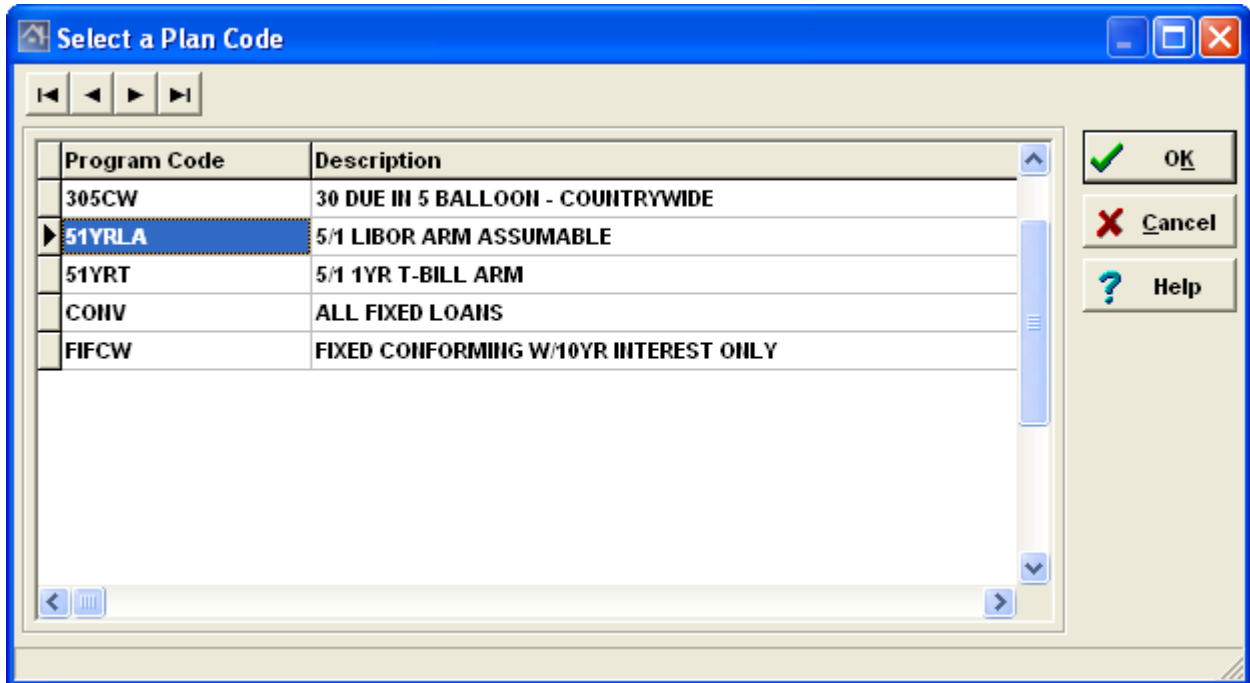 Select a Plan Code
Program Code Description
305CW 30 DUE IN 5 BALLOON - COUNTRYWIDE
51YRLA 5/1 LIBOR ARM ASSUMABLE
51YRT 5/1 1YR T-BILL ARM
CONV ALL FIXED LOANS
FIFCW FIXED CONFORMING W/10YR INTEREST ONLY
OK
Cancel
? Help